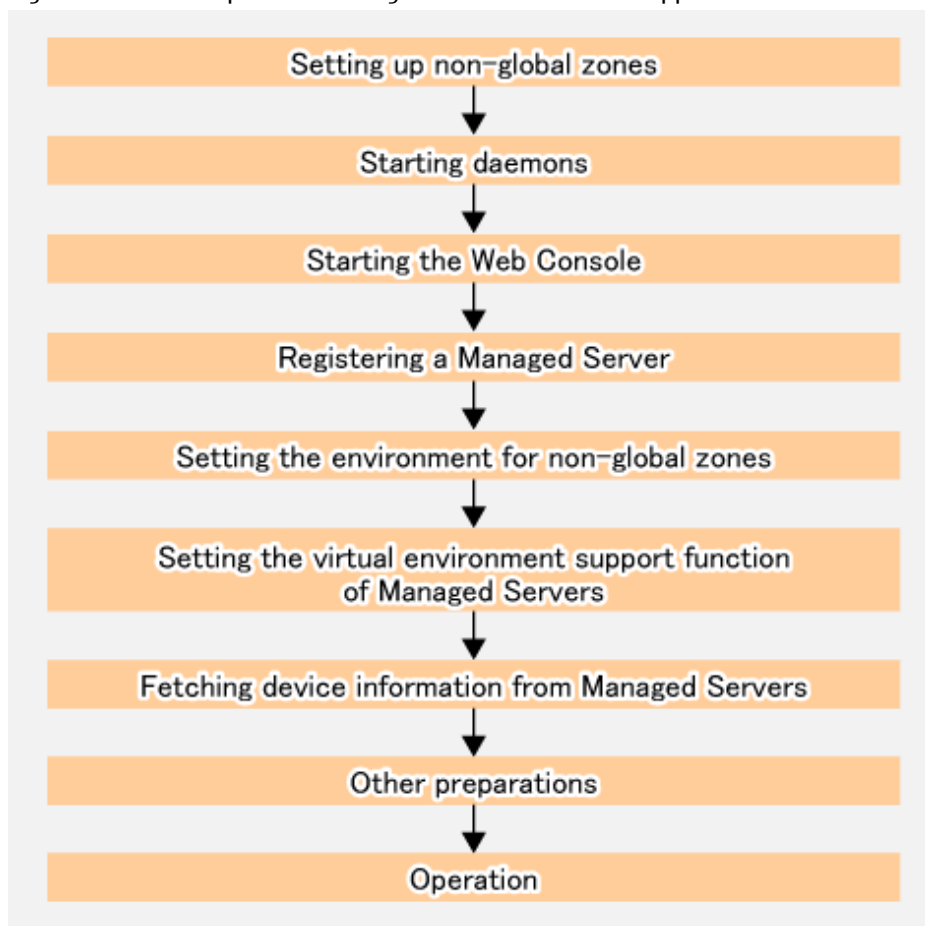 Setting up non-global zones
Starting daemons
Starting the Web Console
Registering a Managed Server
Setting the environment for non-global zones
Setting the virtual environment support function
of Managed Servers
Fetching device information from Managed Servers
Other preparations
Operation